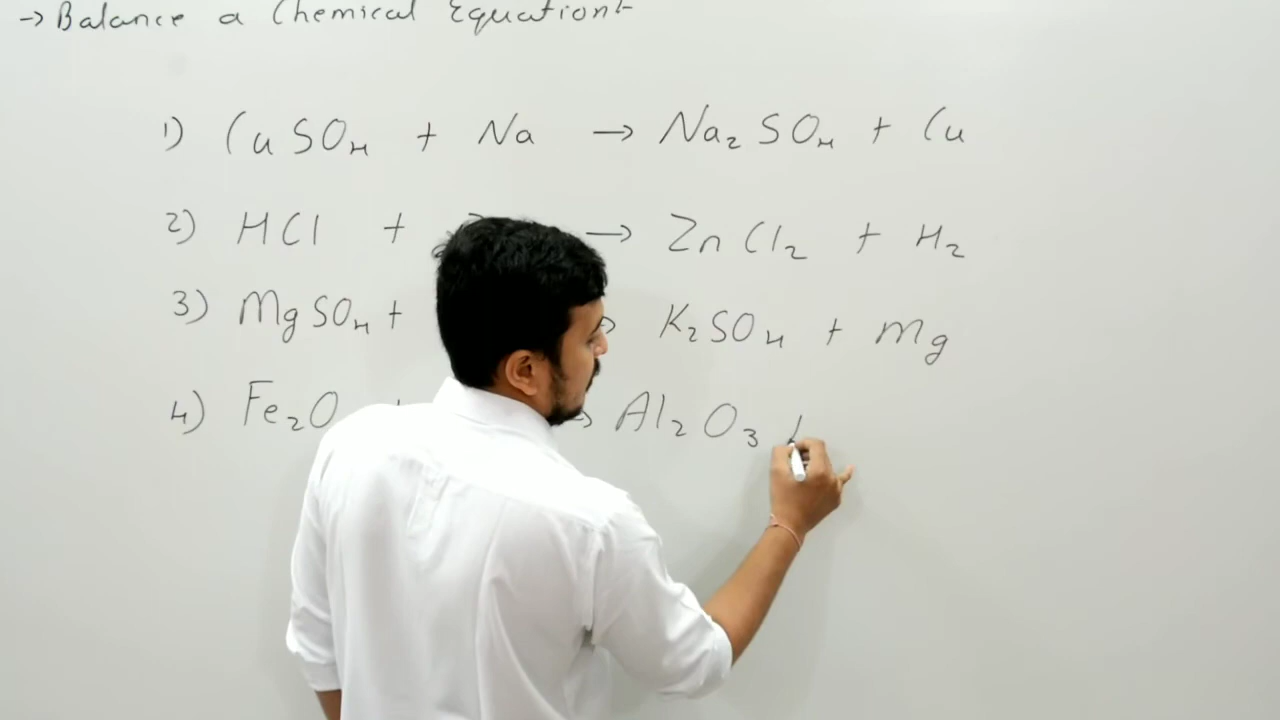 → Balance a Chemical Equation:-
1) CuSO₄ + Na → Na₂SO₄ + Cu
2) HCl + → ZnCl₂ + H₂
3) MgSO₄ + → K₂SO₄ + Mg
4) Fe₂O → Al₂O₃